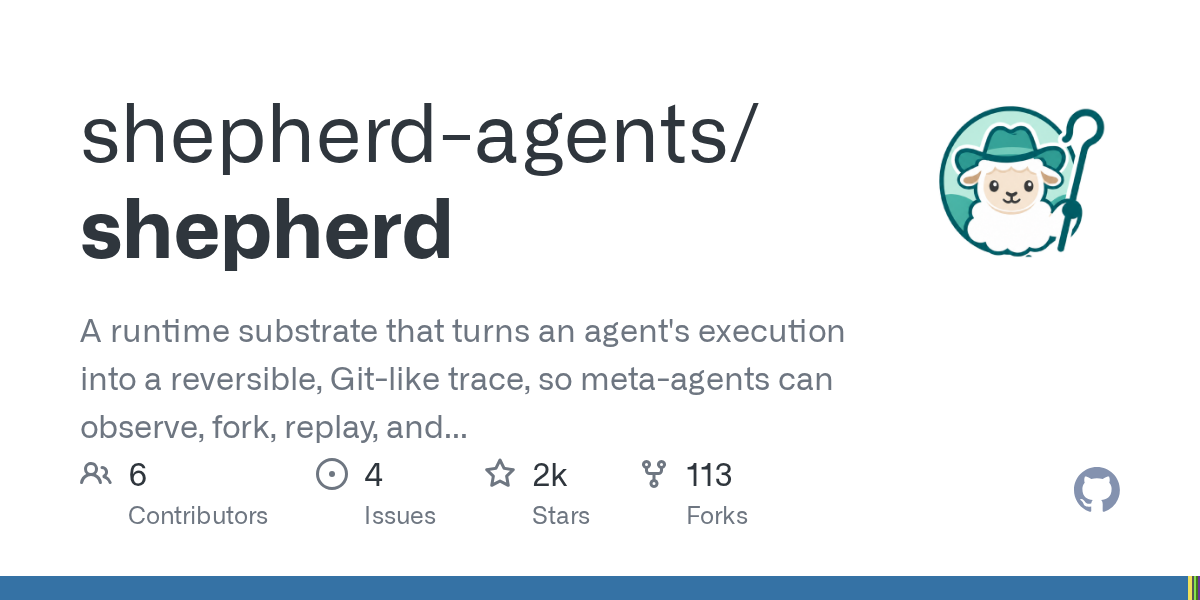 shepherd-agents/
shepherd
A runtime substrate that turns an agent's execution
into a reversible, Git-like trace, so meta-agents can
observe, fork, replay, and...
6 4 2k 113
Contributors Issues Stars Forks